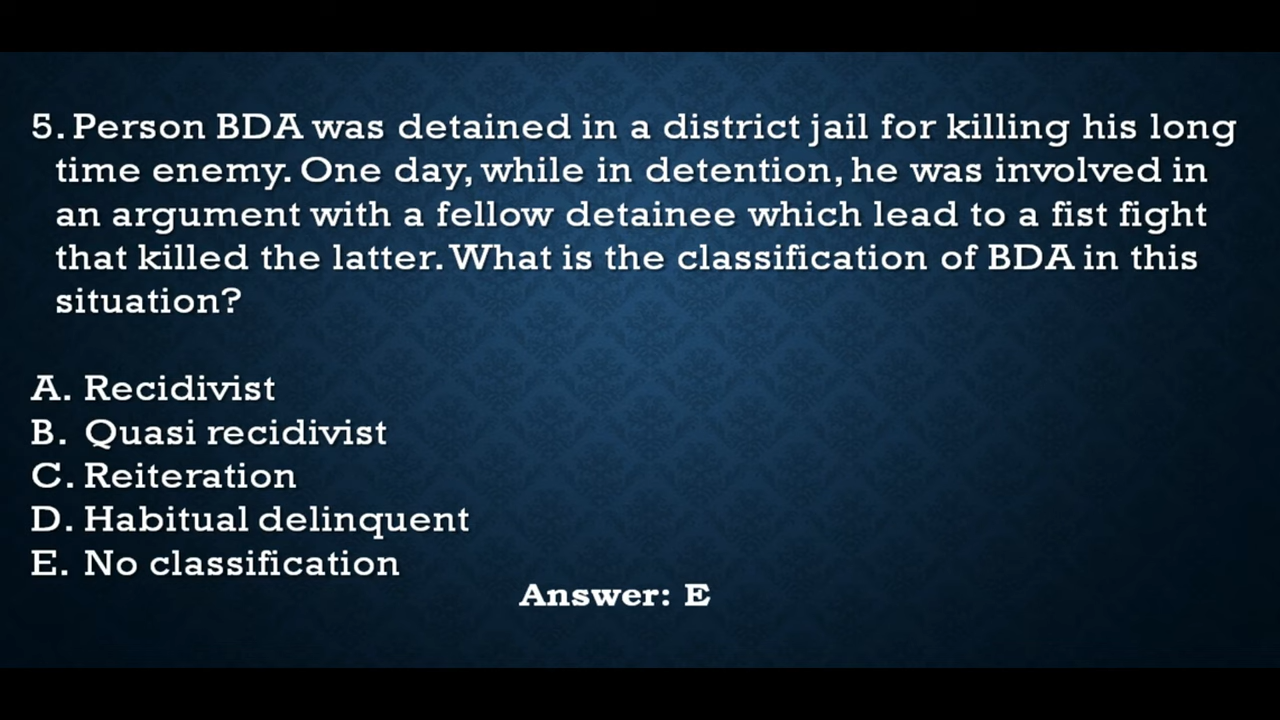 5. Person BDA was detained in a district jail for killing his long
time enemy. One day, while in detention, he was involved in
an argument with a fellow detainee which lead to a fist fight
that killed the latter. What is the classification of BDA in this
situation?
A. Recidivist
B. Quasi recidivist
C. Reiteration
D. Habitual delinquent
E. No classification
Answer: E